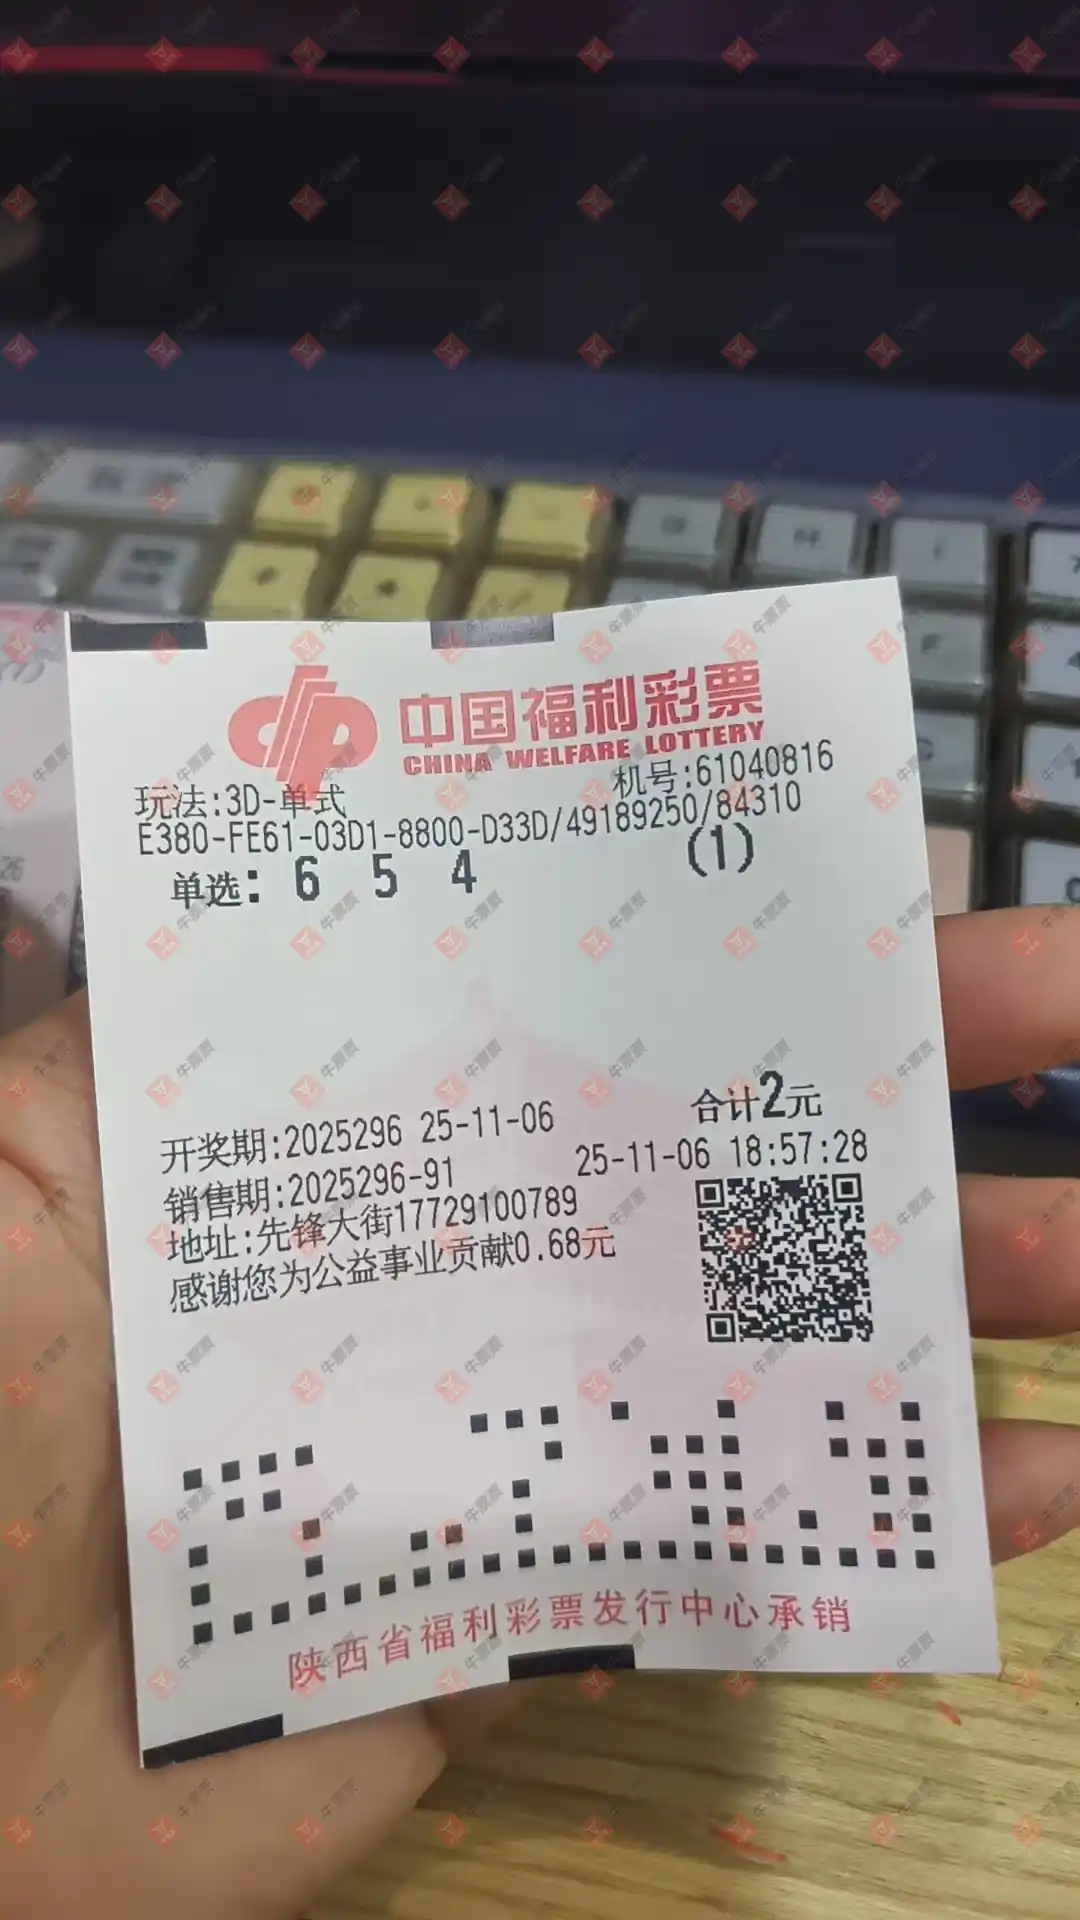 中国福利彩票
CHINA WELFARE LOTTERY
玩法:3D-单式 机号:61040816
E380-FE61-03D1-8800-D33D/49189250/84310
单选: 6 5 4 (1)
合计2元
开奖期:2025296 25-11-06
销售期:2025296-91 25-11-06 18:57:28
地址:先锋大街17729100789
感谢您为公益事业贡献0.68元
陕西省福利彩票发行中心承销
牛票票